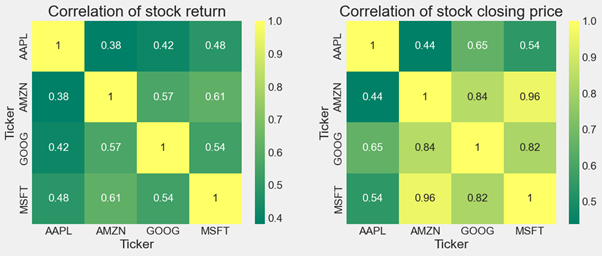 Correlation of stock return
AAPL 1 0.38 0.42 0.48
AMZN 0.38 1 0.57 0.61
GOOG 0.42 0.57 1 0.54
MSFT 0.48 0.61 0.54 1
AAPL AMZN GOOG MSFT
Ticker
Ticker
1.0
0.9
0.8
0.7
0.6
0.5
0.4
Correlation of stock closing price
AAPL 1 0.44 0.65 0.54
AMZN 0.44 1 0.84 0.96
GOOG 0.65 0.84 1 0.82
MSFT 0.54 0.96 0.82 1
AAPL AMZN GOOG MSFT
Ticker
Ticker
1.0
0.9
0.8
0.7
0.6
0.5